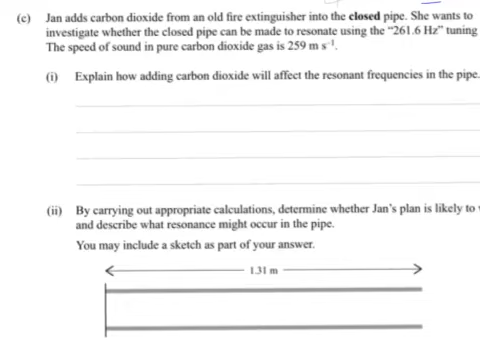 (c) Jan adds carbon dioxide from an old fire extinguisher into the closed pipe. She wants to
investigate whether the closed pipe can be made to resonate using the “261.6 Hz” tuning
The speed of sound in pure carbon dioxide gas is 259 m s⁻¹.
(i) Explain how adding carbon dioxide will affect the resonant frequencies in the pipe.
(ii) By carrying out appropriate calculations, determine whether Jan’s plan is likely to
and describe what resonance might occur in the pipe.
You may include a sketch as part of your answer.
1.31 m